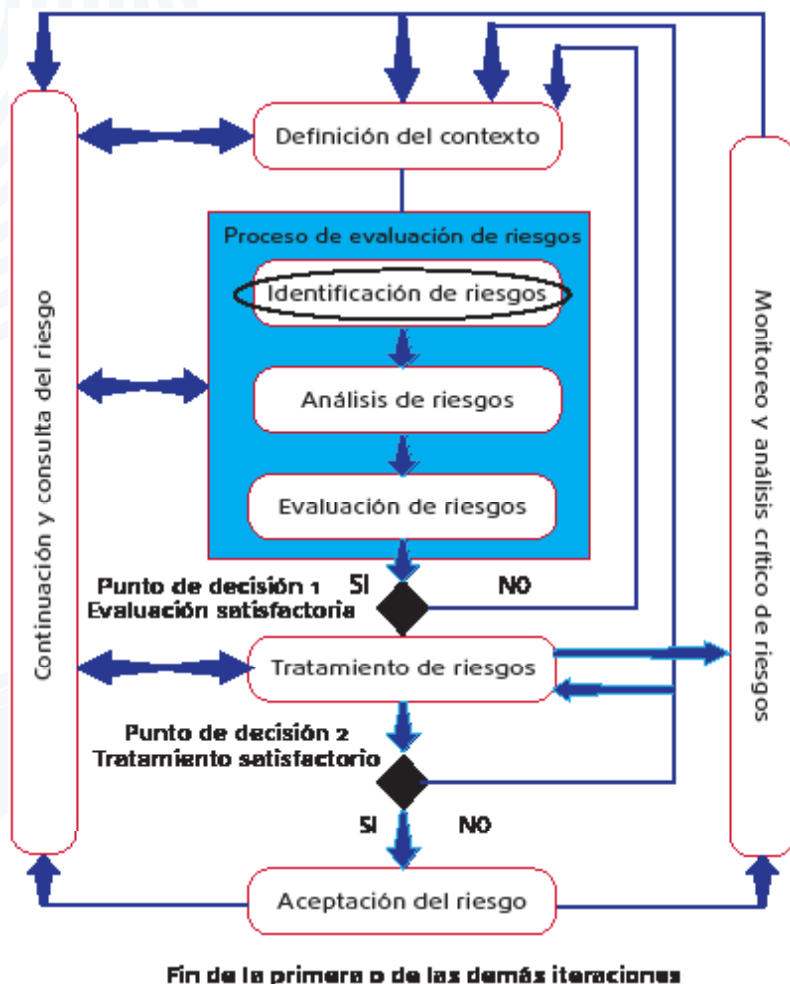 Definición del contexto
Proceso de evaluación de riesgos
Identificación de riesgos
Análisis de riesgos
Evaluación de riesgos
Punto de decisión 1 SI NO
Evaluación satisfactoria
Tratamiento de riesgos
Punto de decisión 2
Tratamiento satisfactorio
SI NO
Aceptación del riesgo
Continuación y consulta del riesgo
Monitoreo y análisis crítico de riesgos
Fin de la primera o de las demás iteraciones